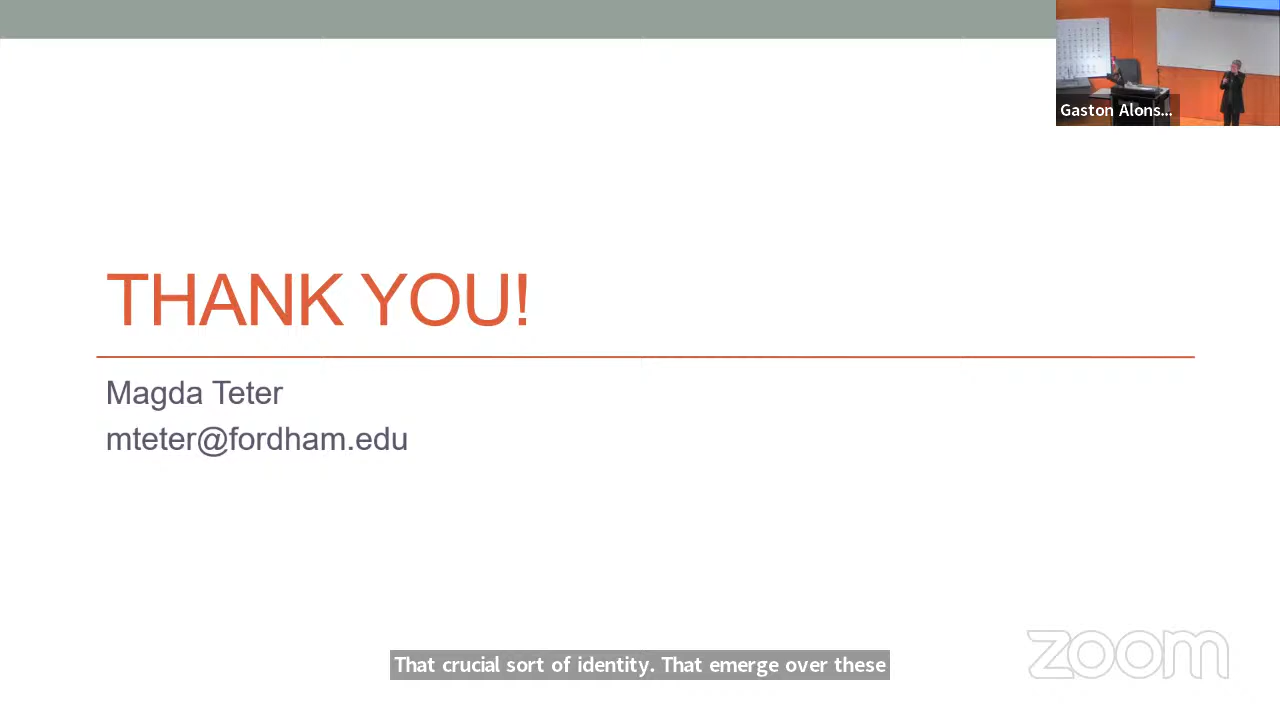 Gaston Alons...
THANK YOU!
Magda Teter
mteter@fordham.edu
That crucial sort of identity. That emerge over these
zoom